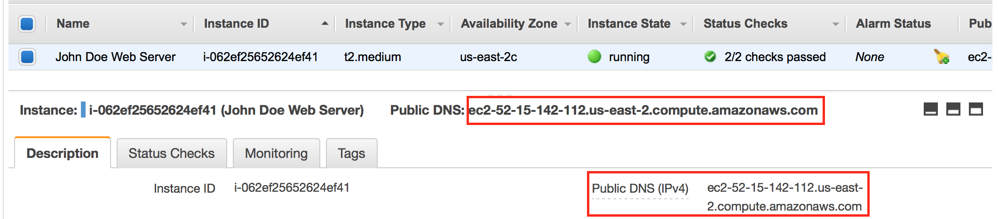 Name Instance ID Instance Type Availability Zone Instance State Status Checks Alarm Status Pub
John Doe Web Server i-062ef25652624ef41 t2.medium us-east-2c running 2/2 checks passed None ec2-
Instance: i-062ef25652624ef41 (John Doe Web Server) Public DNS: ec2-52-15-142-112.us-east-2.compute.amazonaws.com
Description Status Checks Monitoring Tags
Instance ID i-062ef25652624ef41 Public DNS (IPv4) ec2-52-15-142-112.us-east-
2.compute.amazonaws.com